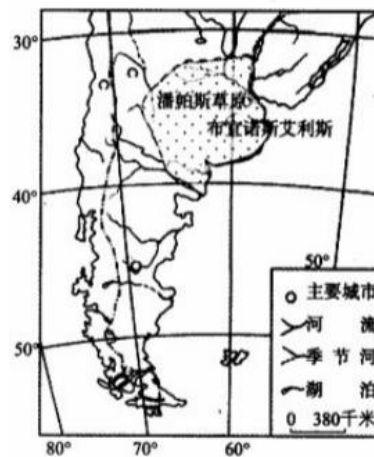 30°
潘帕斯草原
布宜诺斯艾利斯
40°
50°
主要城市
河 流
50°
季 节 河
湖 泊
0 380千米
80° 70° 60°